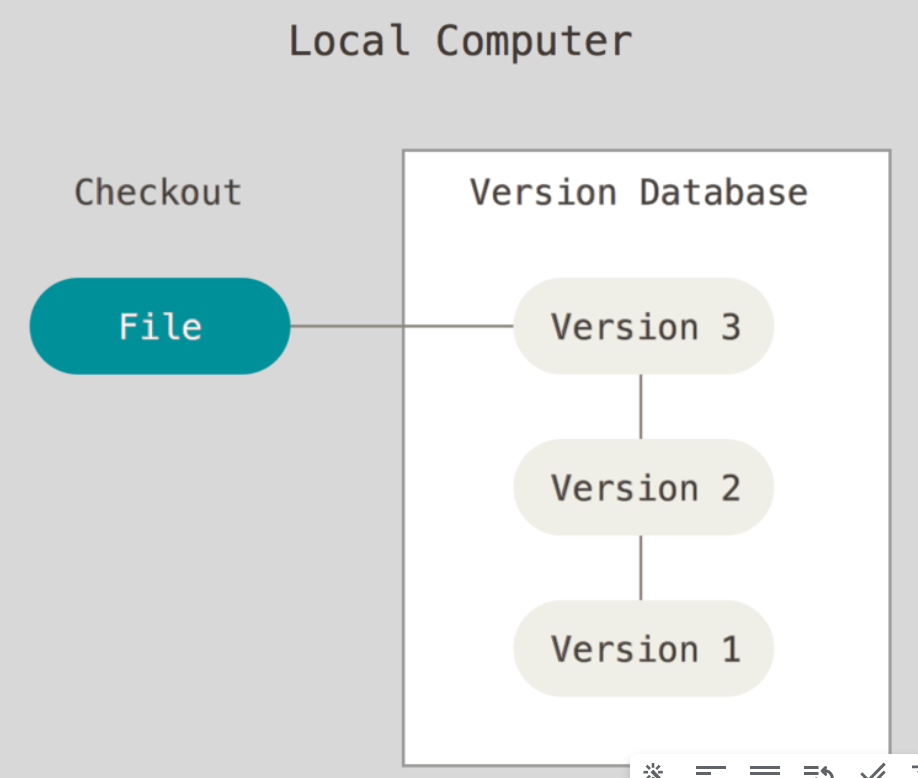 Local Computer
Checkout
Version Database
File
Version 3
Version 2
Version 1